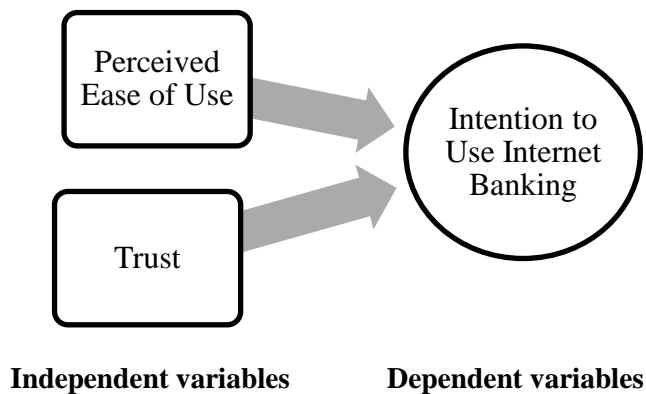 Perceived
Ease of Use
Intention to
Use Internet
Banking
Trust
Independent variables
Dependent variables